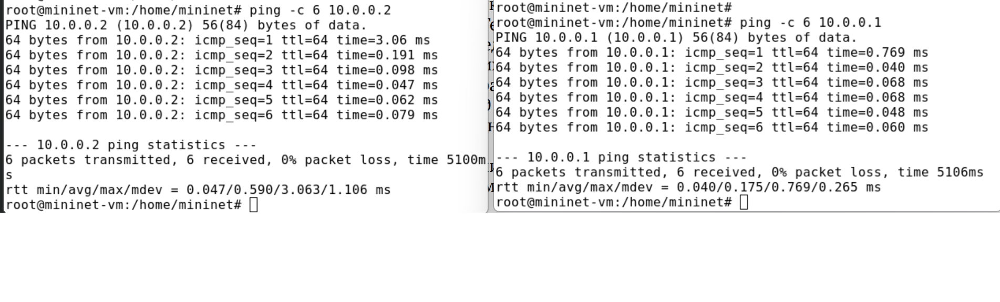 root@mininet-vm:/home/mininet# ping -c 6 10.0.0.2
PING 10.0.0.2 (10.0.0.2) 56(84) bytes of data.
64 bytes from 10.0.0.2: icmp_seq=1 ttl=64 time=3.06 ms
64 bytes from 10.0.0.2: icmp_seq=2 ttl=64 time=0.191 ms
64 bytes from 10.0.0.2: icmp_seq=3 ttl=64 time=0.098 ms
64 bytes from 10.0.0.2: icmp_seq=4 ttl=64 time=0.047 ms
64 bytes from 10.0.0.2: icmp_seq=5 ttl=64 time=0.062 ms
64 bytes from 10.0.0.2: icmp_seq=6 ttl=64 time=0.079 ms
--- 10.0.0.2 ping statistics ---
6 packets transmitted, 6 received, 0% packet loss, time 5100m
s
rtt min/avg/max/mdev = 0.047/0.590/3.063/1.106 ms
root@mininet-vm:/home/mininet#
root@mininet-vm:/home/mininet#
root@mininet-vm:/home/mininet# ping -c 6 10.0.0.1
PING 10.0.0.1 (10.0.0.1) 56(84) bytes of data.
64 bytes from 10.0.0.1: icmp_seq=1 ttl=64 time=0.769 ms
64 bytes from 10.0.0.1: icmp_seq=2 ttl=64 time=0.040 ms
64 bytes from 10.0.0.1: icmp_seq=3 ttl=64 time=0.068 ms
64 bytes from 10.0.0.1: icmp_seq=4 ttl=64 time=0.068 ms
64 bytes from 10.0.0.1: icmp_seq=5 ttl=64 time=0.048 ms
64 bytes from 10.0.0.1: icmp_seq=6 ttl=64 time=0.060 ms
--- 10.0.0.1 ping statistics ---
6 packets transmitted, 6 received, 0% packet loss, time 5106ms
rtt min/avg/max/mdev = 0.040/0.175/0.769/0.265 ms
root@mininet-vm:/home/mininet#